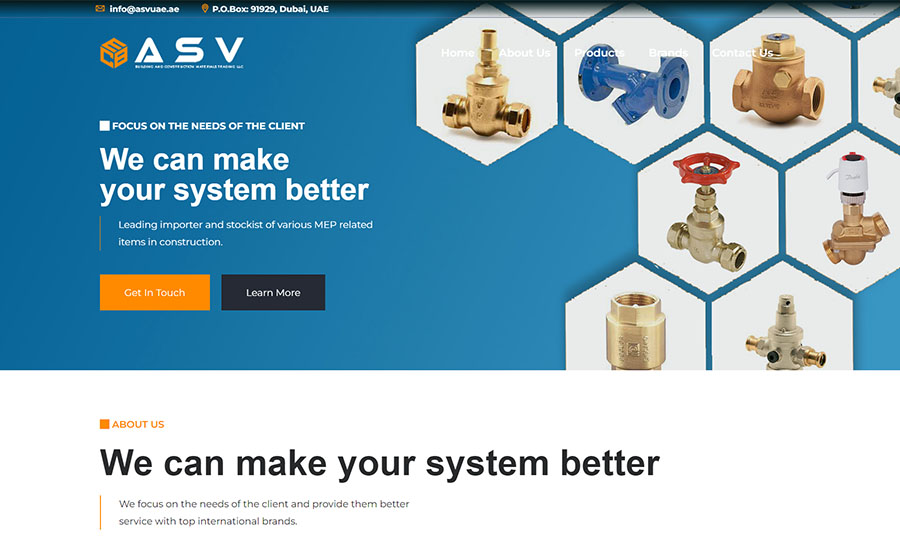 info@asvuae.ae P.O.Box: 91929, Dubai, UAE
ASV
BUILDING AND CONSTRUCTION MATERIALS TRADING LLC
Home About Us Products Brands Contact Us
FOCUS ON THE NEEDS OF THE CLIENT
We can make
your system better
Leading importer and stockist of various MEP related
items in construction.
Get In Touch Learn More
Danfoss
ABOUT US
We can make your system better
We focus on the needs of the client and provide them better
service with top international brands.